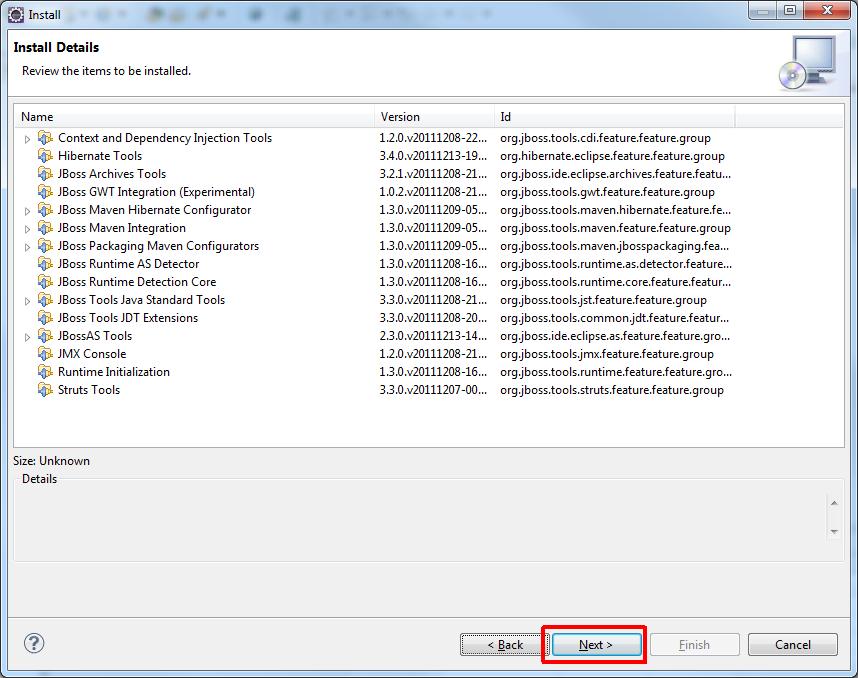 Install
Install Details
Review the items to be installed.
Name Version Id
Context and Dependency Injection Tools 1.2.0.v20111208-22... org.jboss.tools.cdi.feature.feature.group
Hibernate Tools 3.4.0.v20111213-19... org.hibernate.eclipse.feature.feature.group
JBoss Archives Tools 3.2.1.v20111208-21... org.jboss.ide.eclipse.archives.feature.featu...
JBoss GWT Integration (Experimental) 1.0.2.v20111208-21... org.jboss.tools.gwt.feature.feature.group
JBoss Maven Hibernate Configurator 1.3.0.v20111209-05... org.jboss.tools.maven.hibernate.feature.fe...
JBoss Maven Integration 1.3.0.v20111209-05... org.jboss.tools.maven.feature.feature.group
JBoss Packaging Maven Configurators 1.3.0.v20111209-05... org.jboss.tools.maven.jbosspackaging.fea...
JBoss Runtime AS Detector 1.3.0.v20111208-16... org.jboss.tools.runtime.as.detector.feature...
JBoss Runtime Detection Core 1.3.0.v20111208-16... org.jboss.tools.runtime.core.feature.featur...
JBoss Tools Java Standard Tools 3.3.0.v20111208-21... org.jboss.tools.jst.feature.feature.group
JBoss Tools JDT Extensions 3.3.0.v20111208-20... org.jboss.tools.common.jdt.feature.featur...
JBossAS Tools 2.3.0.v20111213-14... org.jboss.ide.eclipse.as.feature.feature.gro...
JMX Console 1.2.0.v20111208-21... org.jboss.tools.jmx.feature.feature.group
Runtime Initialization 1.3.0.v20111208-16... org.jboss.tools.runtime.feature.feature.gro...
Struts Tools 3.3.0.v20111207-00... org.jboss.tools.struts.feature.feature.group
Size: Unknown
Details
? < Back Next > Finish Cancel